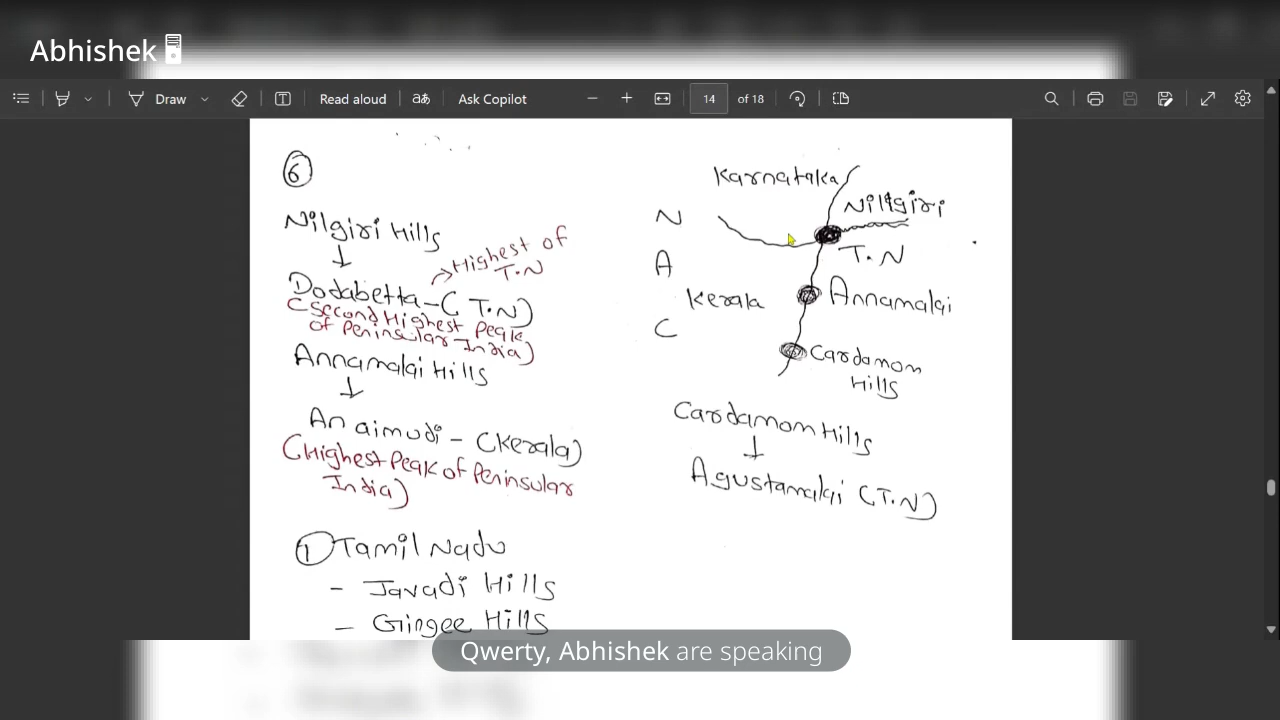 Abhishek
Draw
Read aloud
aあ
Ask Copilot
14
of 18
6
Nilgiri Hills
Dodabetta-(T.N)
Highest of
T.N
(Second Highest Peak
of Peninsular India)
Annamalai Hills
Anaimudi - (Kerala)
(Highest Peak of Peninsular
India)
① Tamil Nadu
- Javadi Hills
- Gingee Hills
N
A
C
Karnataka
Nilgiri
T.N
Kerala
Annamalai
Cardamom
Hills
Cardamom Hills
Agustamalai (T.N)
Qwerty, Abhishek are speaking